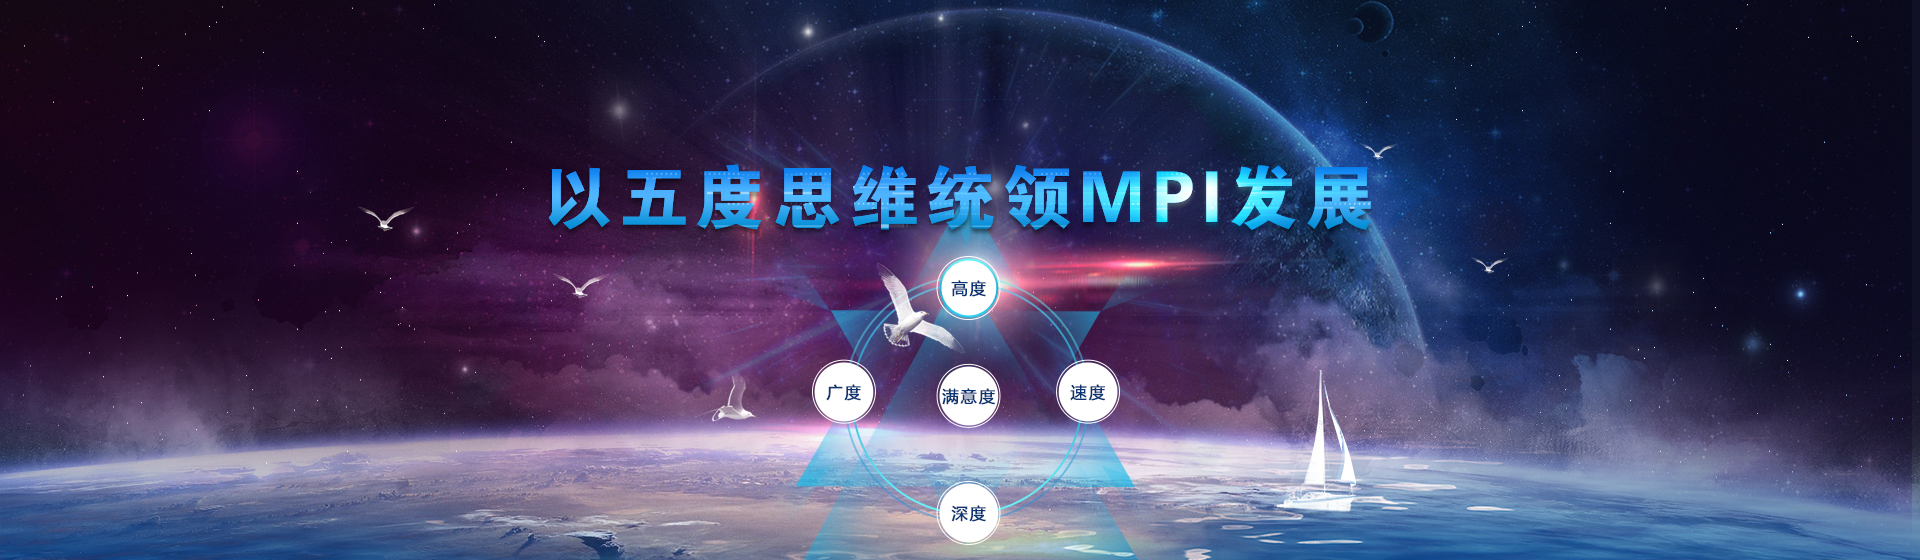 以五度思维统领MPI发展
高度
广度
满意度
速度
深度